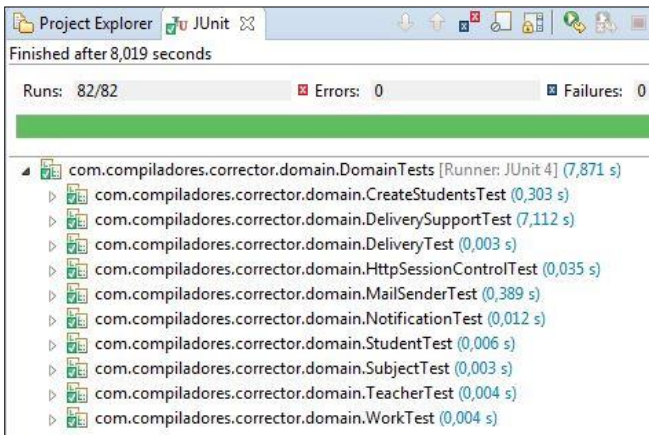 Project Explorer JUnit
Finished after 8,019 seconds
Runs: 82/82 Errors: 0 Failures: 0
com.compiladores.corrector.domain.DomainTests [Runner: JUnit 4] (7,871 s)
com.compiladores.corrector.domain.CreateStudentsTest (0,303 s)
com.compiladores.corrector.domain.DeliverySupportTest (7,112 s)
com.compiladores.corrector.domain.DeliveryTest (0,003 s)
com.compiladores.corrector.domain.HttpSessionControlTest (0,035 s)
com.compiladores.corrector.domain.MailSenderTest (0,389 s)
com.compiladores.corrector.domain.NotificationTest (0,012 s)
com.compiladores.corrector.domain.StudentTest (0,006 s)
com.compiladores.corrector.domain.SubjectTest (0,003 s)
com.compiladores.corrector.domain.TeacherTest (0,004 s)
com.compiladores.corrector.domain.WorkTest (0,004 s)